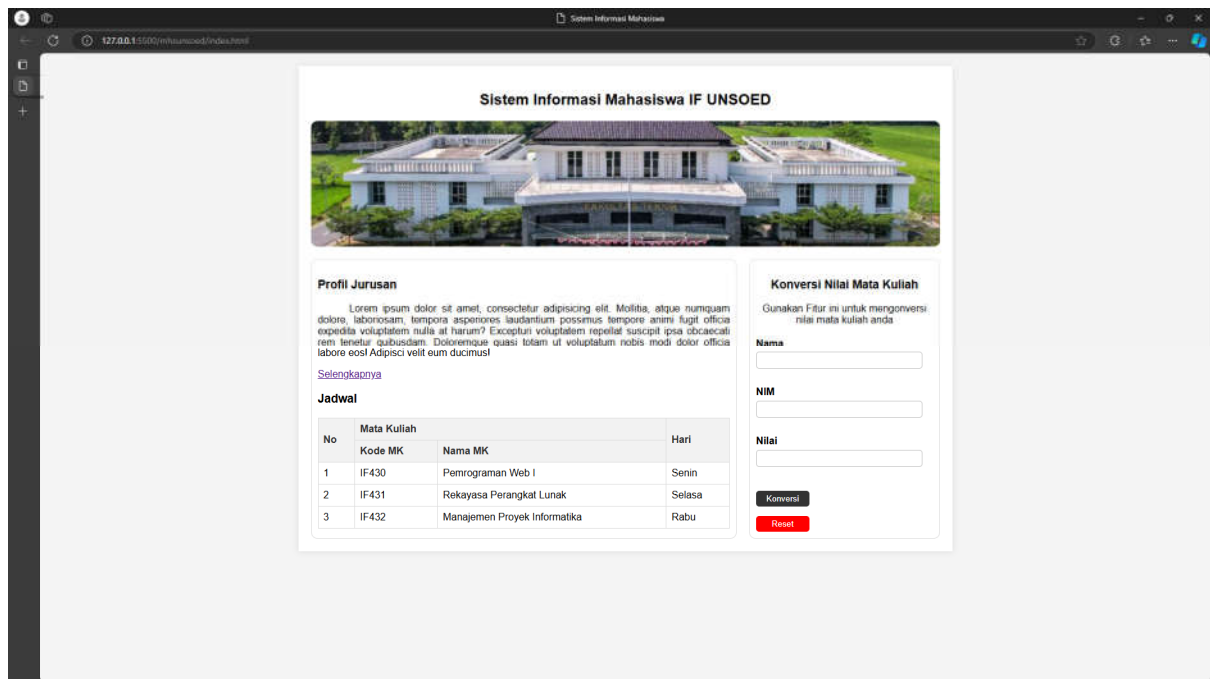 Sistem Informasi Mahasiswa
127.0.0.1:5500/infounsoed/index.html
Sistem Informasi Mahasiswa IF UNSOED
FAKULTAS TEKNIK
Profil Jurusan
Lorem ipsum dolor sit amet, consectetur adipisicing elit. Mollitia, atque numquam
dolore, laboriosam, tempora asperiores laudantium possimus tempore animi fugit officia
expedita voluptatem nulla at harum? Excepturi voluptatem repellat suscipit ipsa obcaecati
rem tenetur quibusdam. Doloremque quasi totam ut voluptatum nobis modi dolor officia
labore eos! Adipisci velit eum ducimus!
Selengkapnya
Jadwal
No Mata Kuliah Hari
Kode MK Nama MK
1 IF430 Pemrograman Web I Senin
2 IF431 Rekayasa Perangkat Lunak Selasa
3 IF432 Manajemen Proyek Informatika Rabu
Konversi Nilai Mata Kuliah
Gunakan Fitur ini untuk mengonversi
nilai mata kuliah anda
Nama
NIM
Nilai
Konversi
Reset